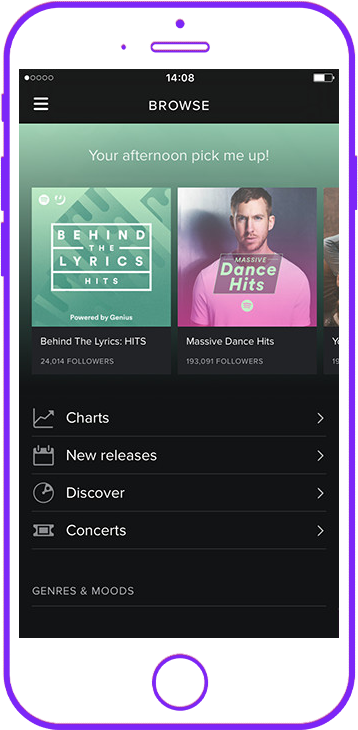 14:08
BROWSE
Your afternoon pick me up!
BEHIND
THE
LYRICS
HITS
Powered by Genius
MASSIVE
Dance
Hits
Behind The Lyrics: HITS
Massive Dance Hits
24,014 FOLLOWERS
193,091 FOLLOWERS
Charts
New releases
Discover
Concerts
GENRES & MOODS